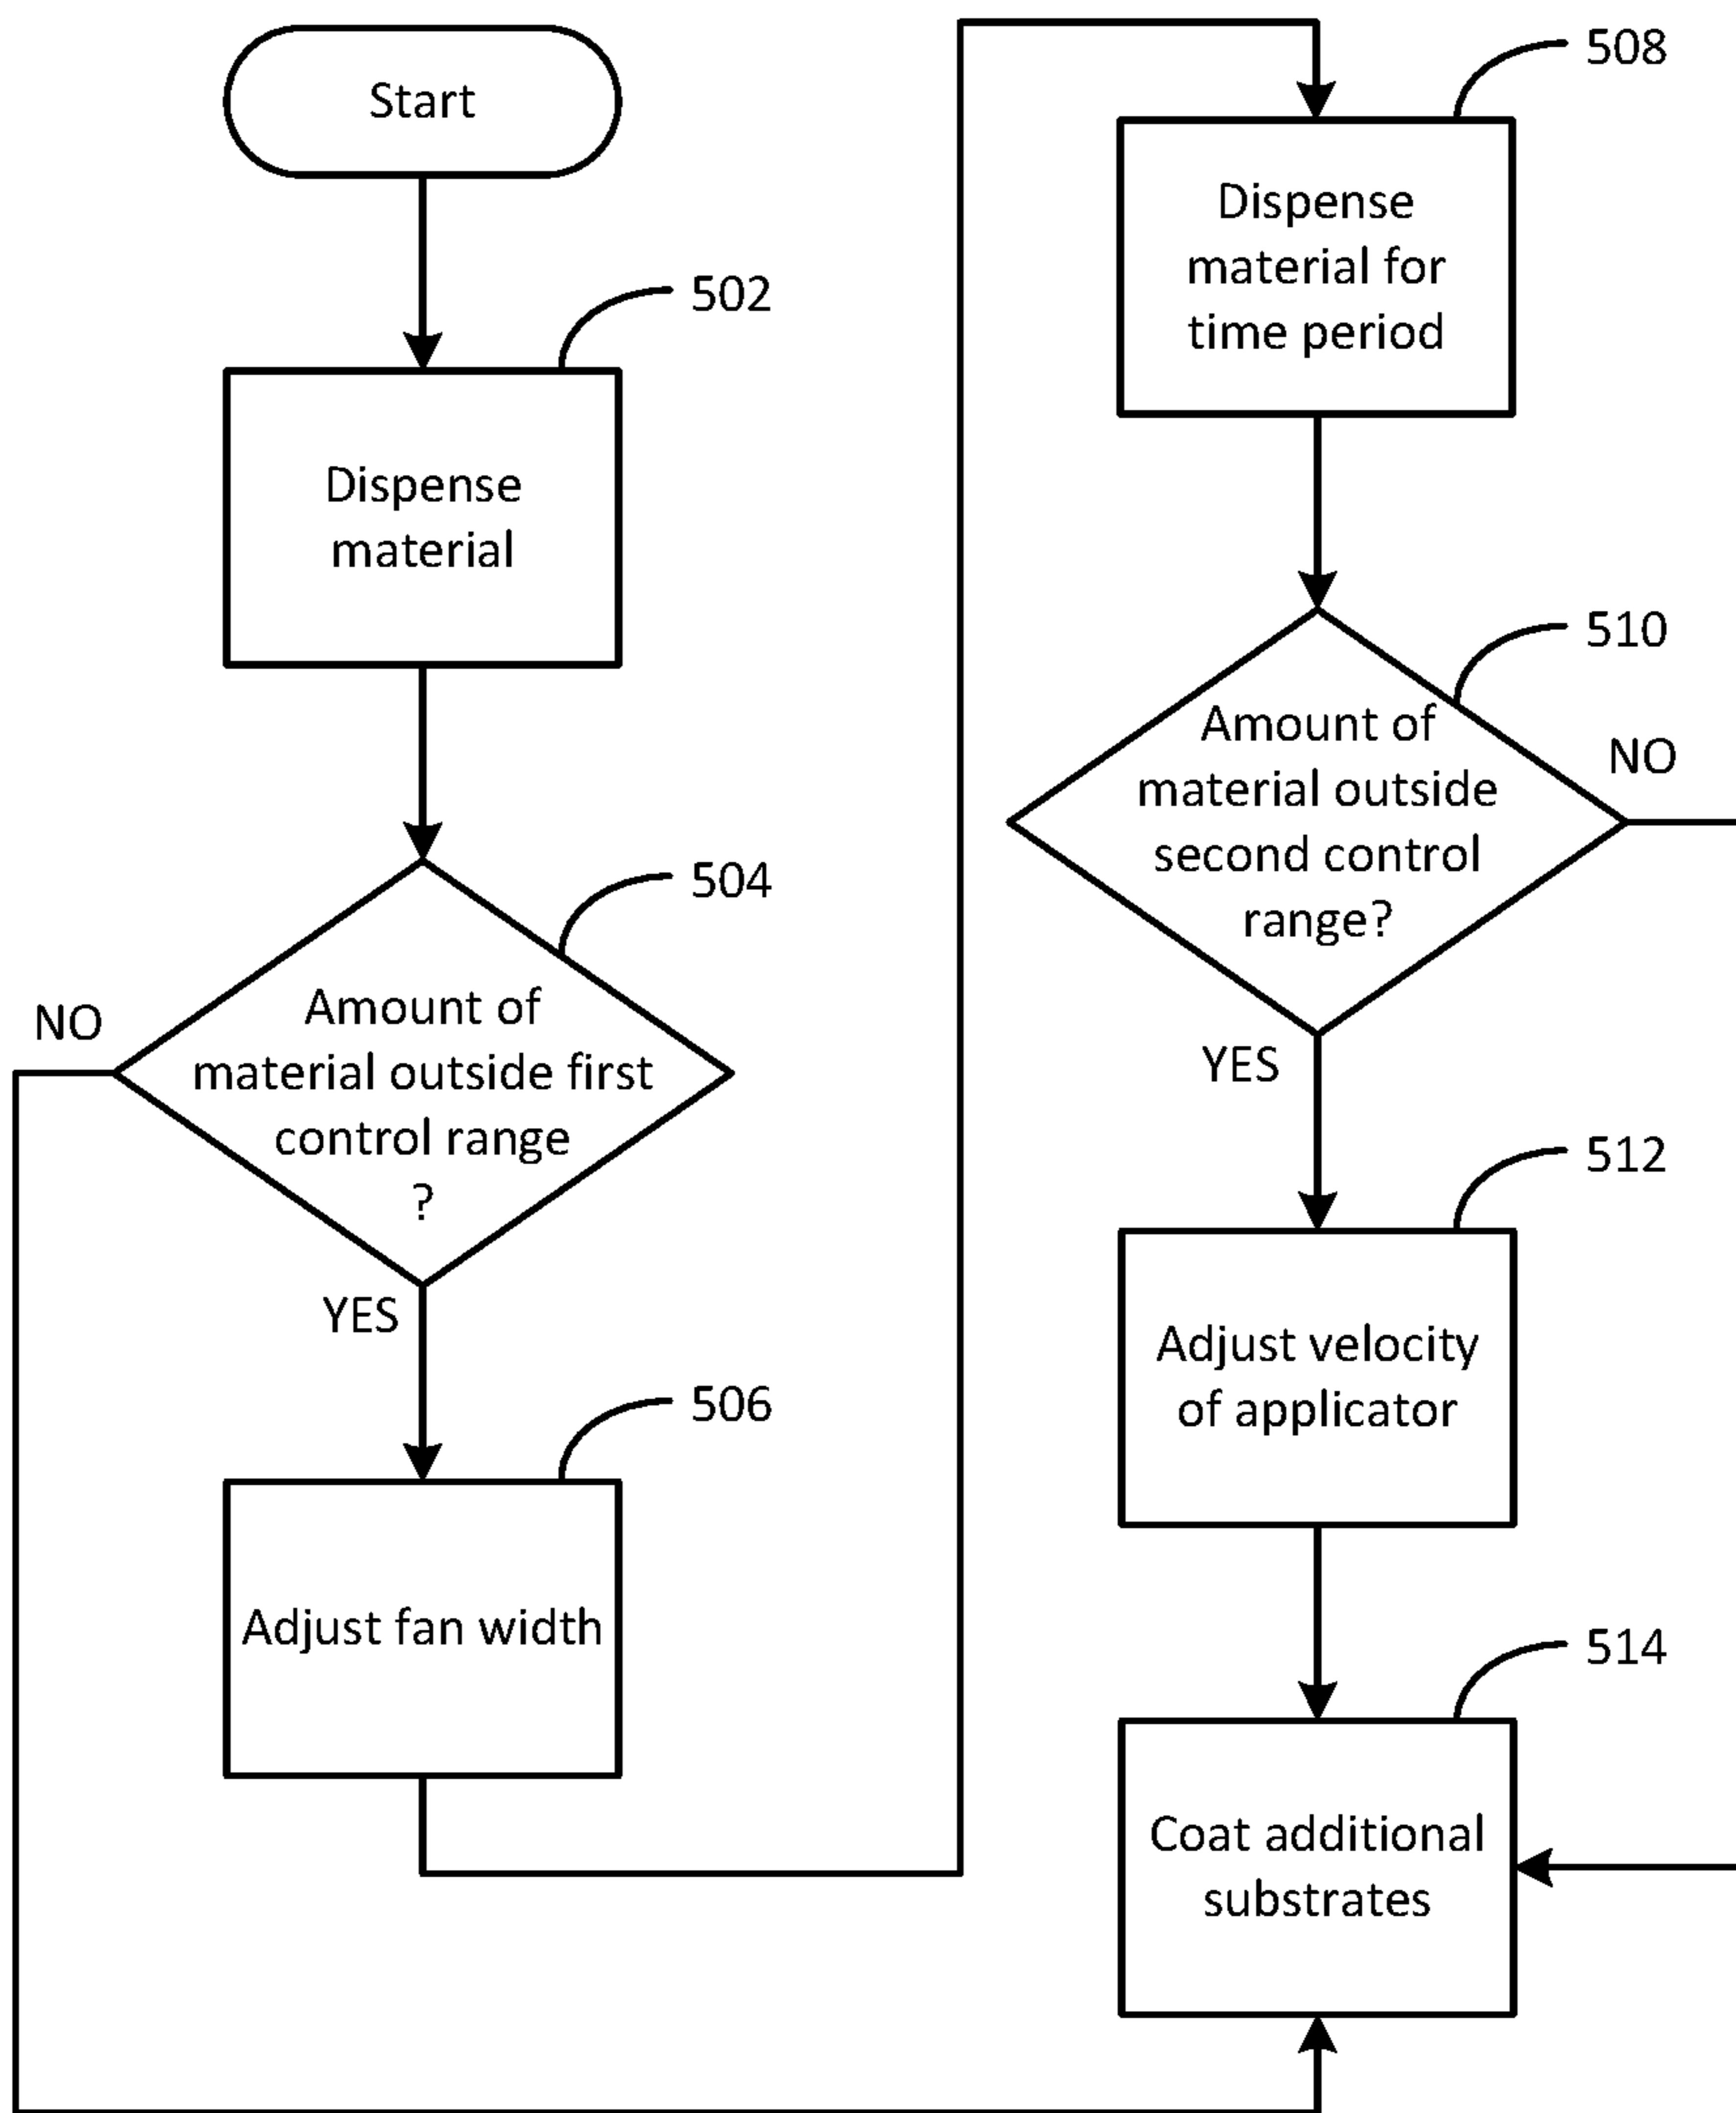 Start
502
Dispense
material
504
Amount of
material outside first
control range
?
NO
YES
506
Adjust fan width
508
Dispense
material for
time period
510
Amount of
material outside
second control
range?
NO
YES
512
Adjust velocity
of applicator
514
Coat additional
substrates